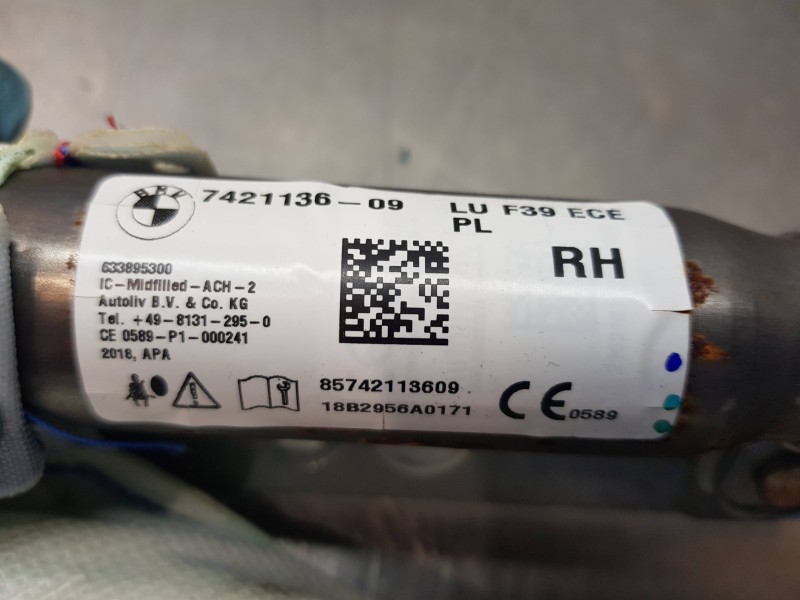 BMW
7421136-09 LU F39 ECE
PL
RH
633895300
IC-Midfilled-ACH-2
Autoliv B.V. & Co. KG
Tel. +49-8131-295-0
CE 0589-P1-000241
2018, APA
85742113609
18B2956A0171
CE 0589